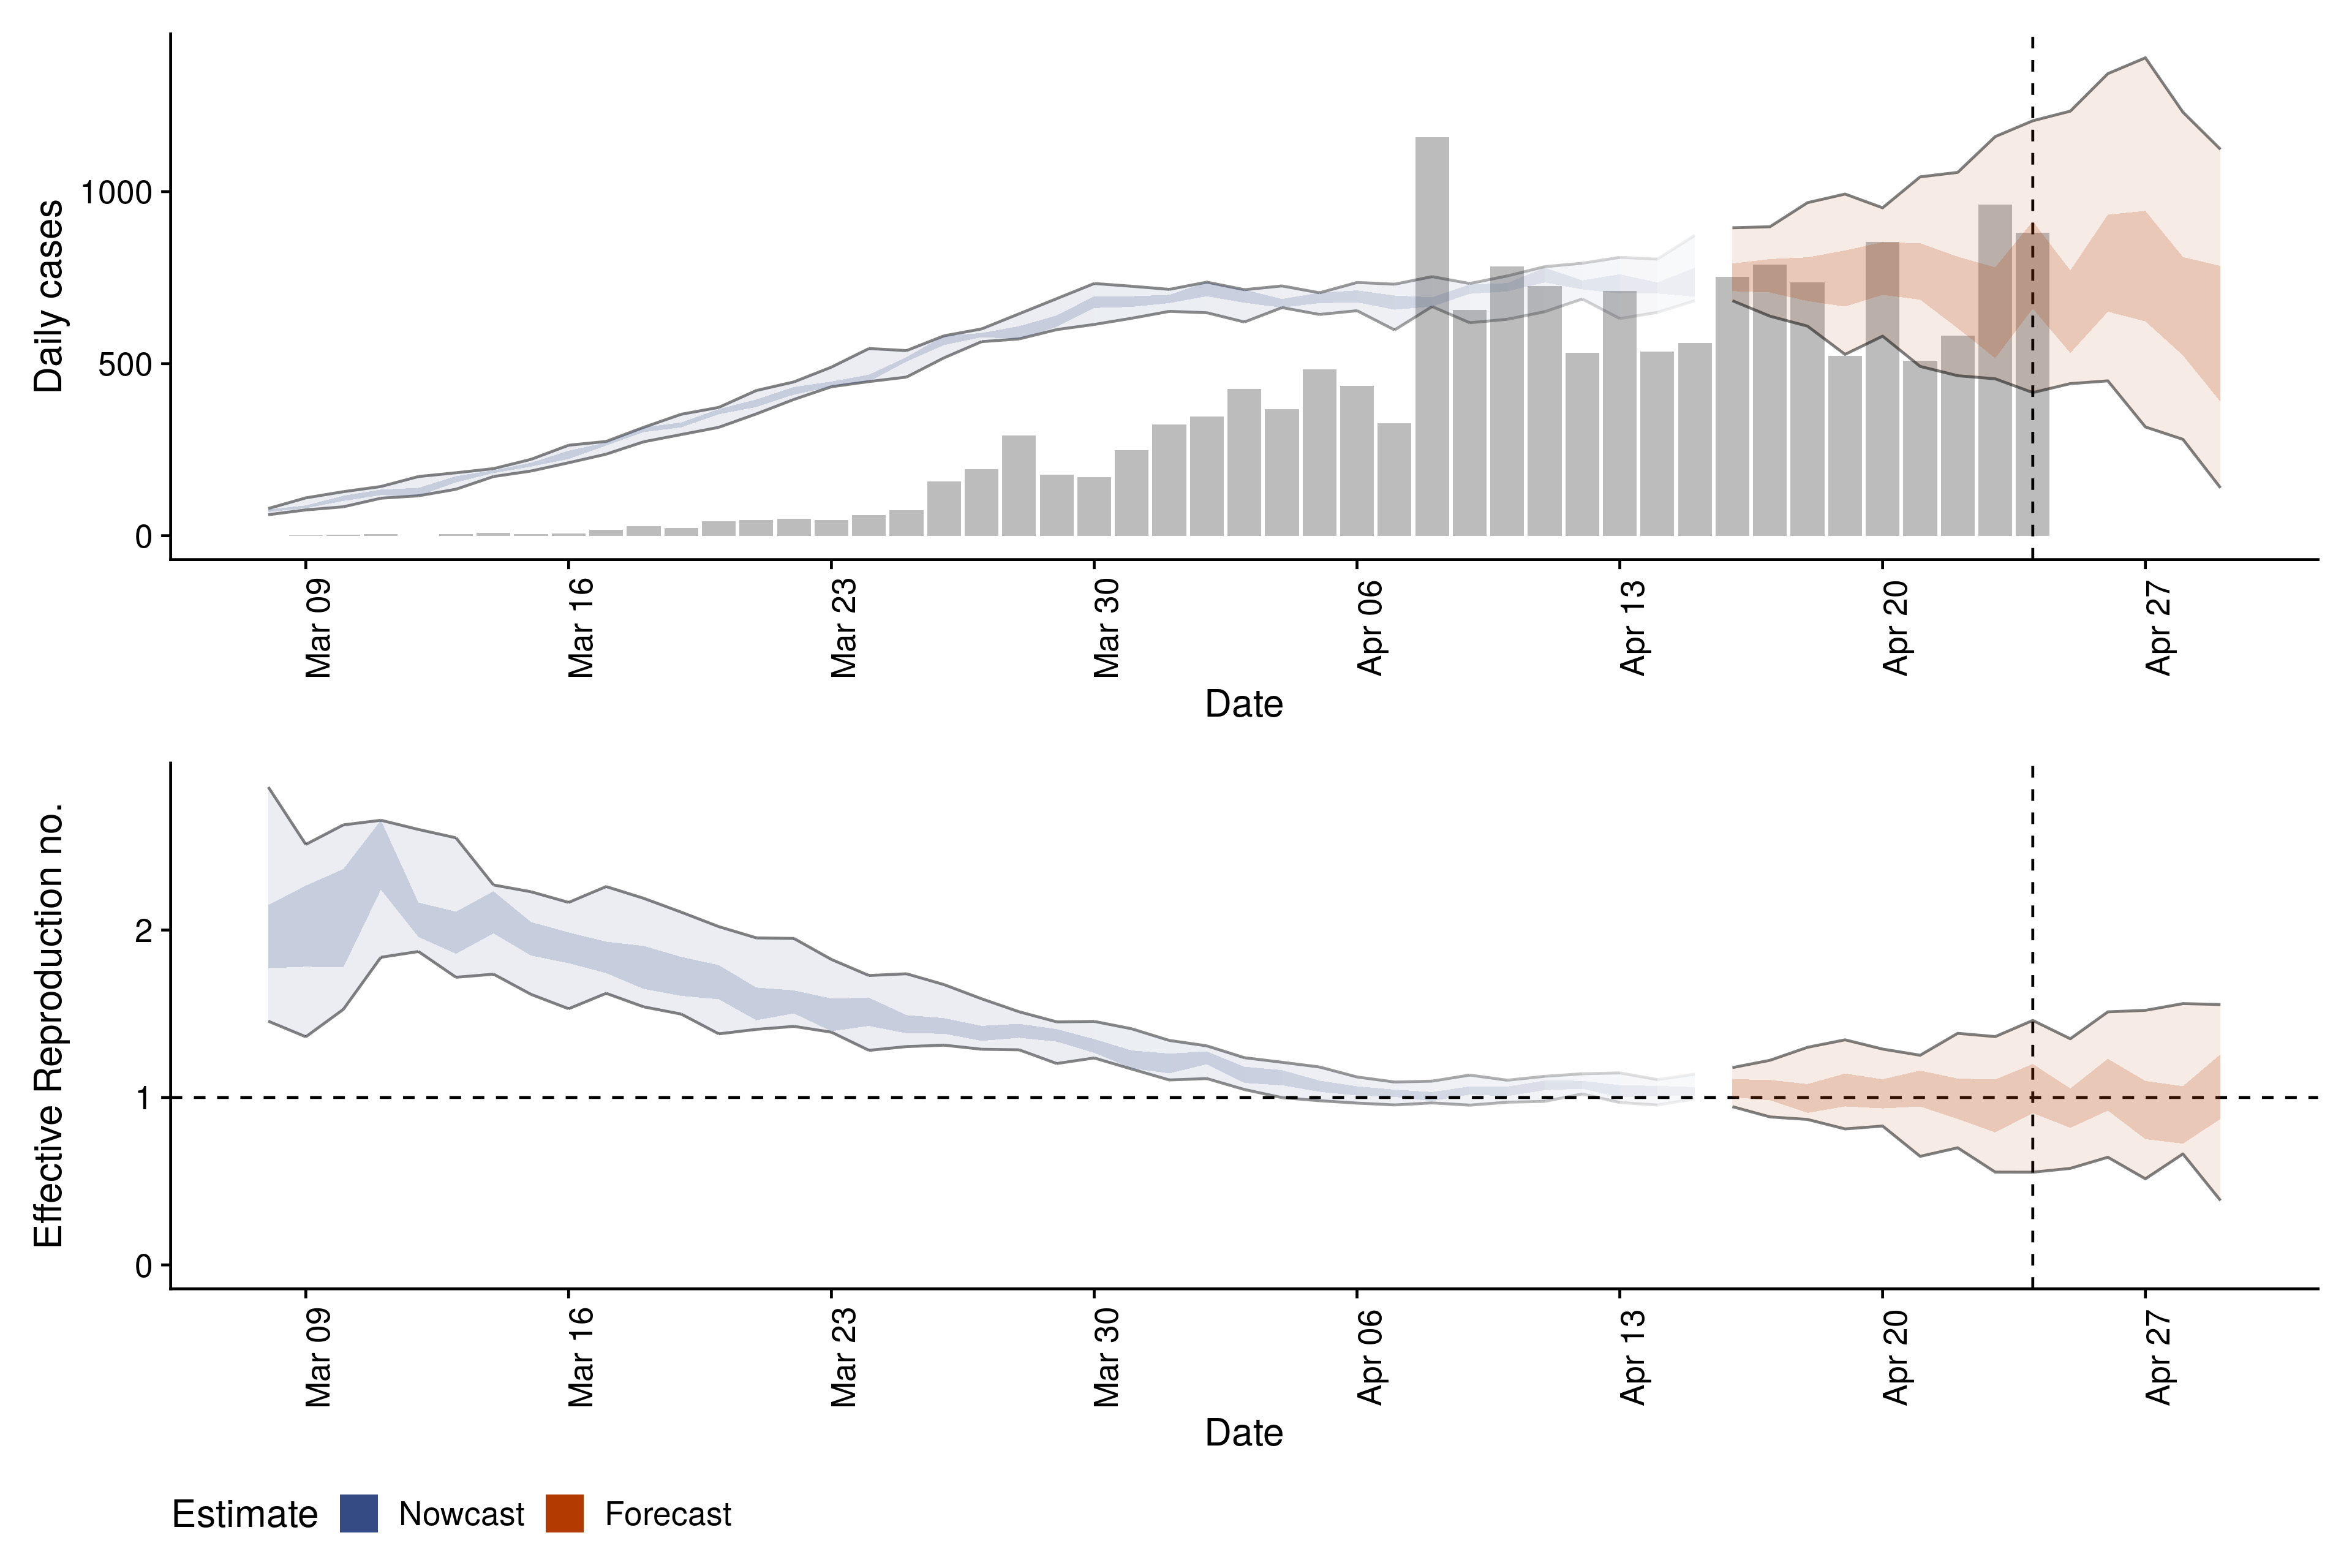 Daily cases
1000
500
0
Mar 09
Mar 16
Mar 23
Mar 30
Apr 06
Apr 13
Apr 20
Apr 27
Date
Effective Reproduction no.
2
1
0
Mar 09
Mar 16
Mar 23
Mar 30
Apr 06
Apr 13
Apr 20
Apr 27
Date
Estimate Nowcast Forecast